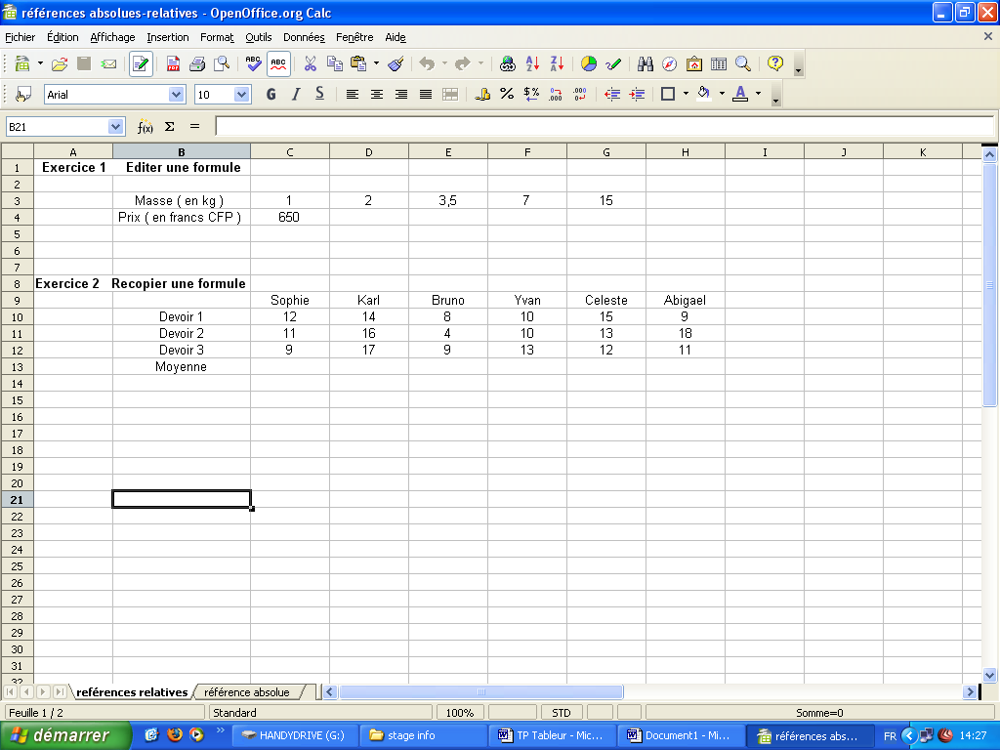 références absolues-relatives - OpenOffice.org Calc
Fichier Édition Affichage Insertion Format Outils Données Fenêtre Aide
Arial 10
B21 f(x) Σ =
A B C D E F G H I J K
1 Exercice 1 Editer une formule
2
3 Masse ( en kg ) 1 2 3,5 7 15
4 Prix ( en francs CFP ) 650
5
6
7
8 Exercice 2 Recopier une formule
9 Sophie Karl Bruno Yvan Celeste Abigael
10 Devoir 1 12 14 8 10 15 9
11 Devoir 2 11 16 4 10 13 18
12 Devoir 3 9 17 9 13 12 11
13 Moyenne
14
15
16
17
18
19
20
21
22
23
24
25
26
27
28
29
30
31
32
references relatives référence absolue
Feuille 1 / 2 Standard 100% STD Somme=0
démarrer HANDYDRIVE (G:) stage info TP Tableur - Mic... Document1 - Mi... références abs... FR 14:27